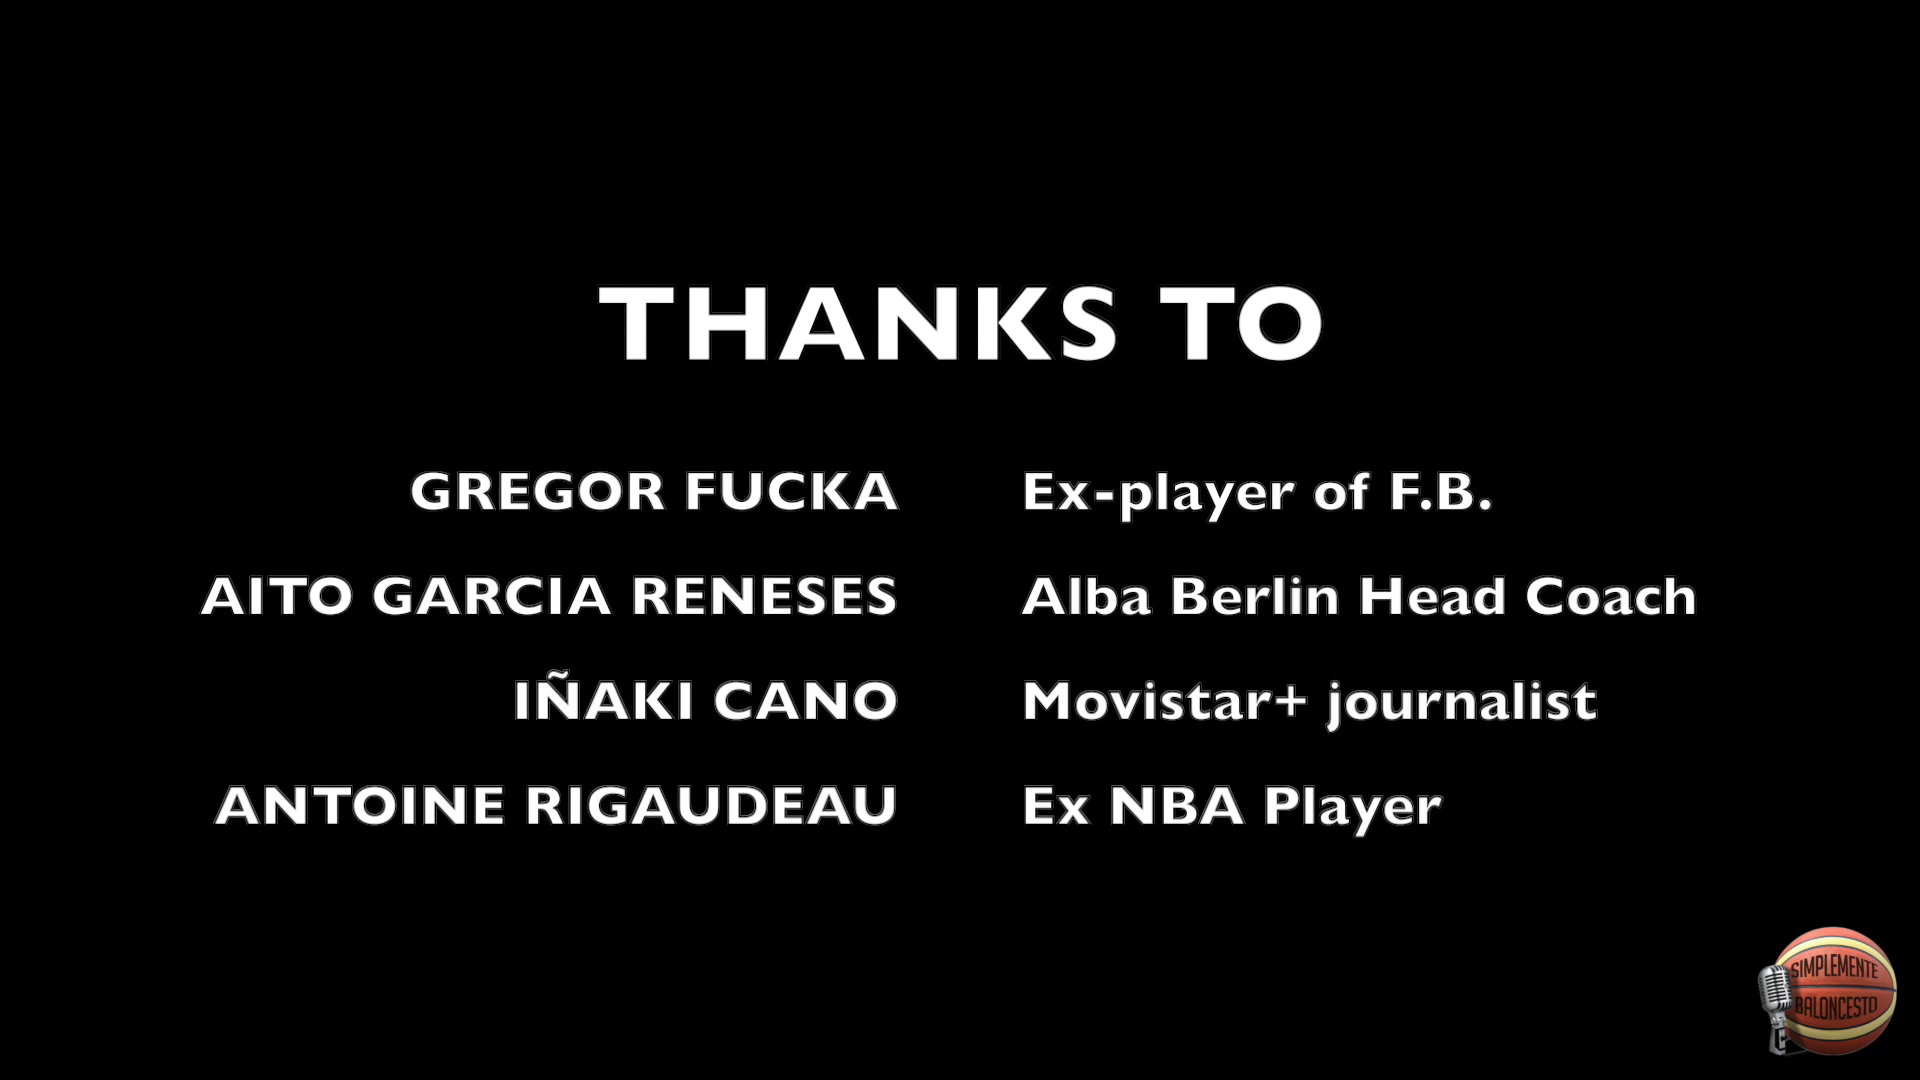 THANKS TO
GREGOR FUCKA Ex-player of F.B.
AITO GARCIA RENESES Alba Berlin Head Coach
IÑAKI CANO Movistar+ journalist
ANTOINE RIGAUDEAU Ex NBA Player
SIMPLEMENTE
BALONCESTO